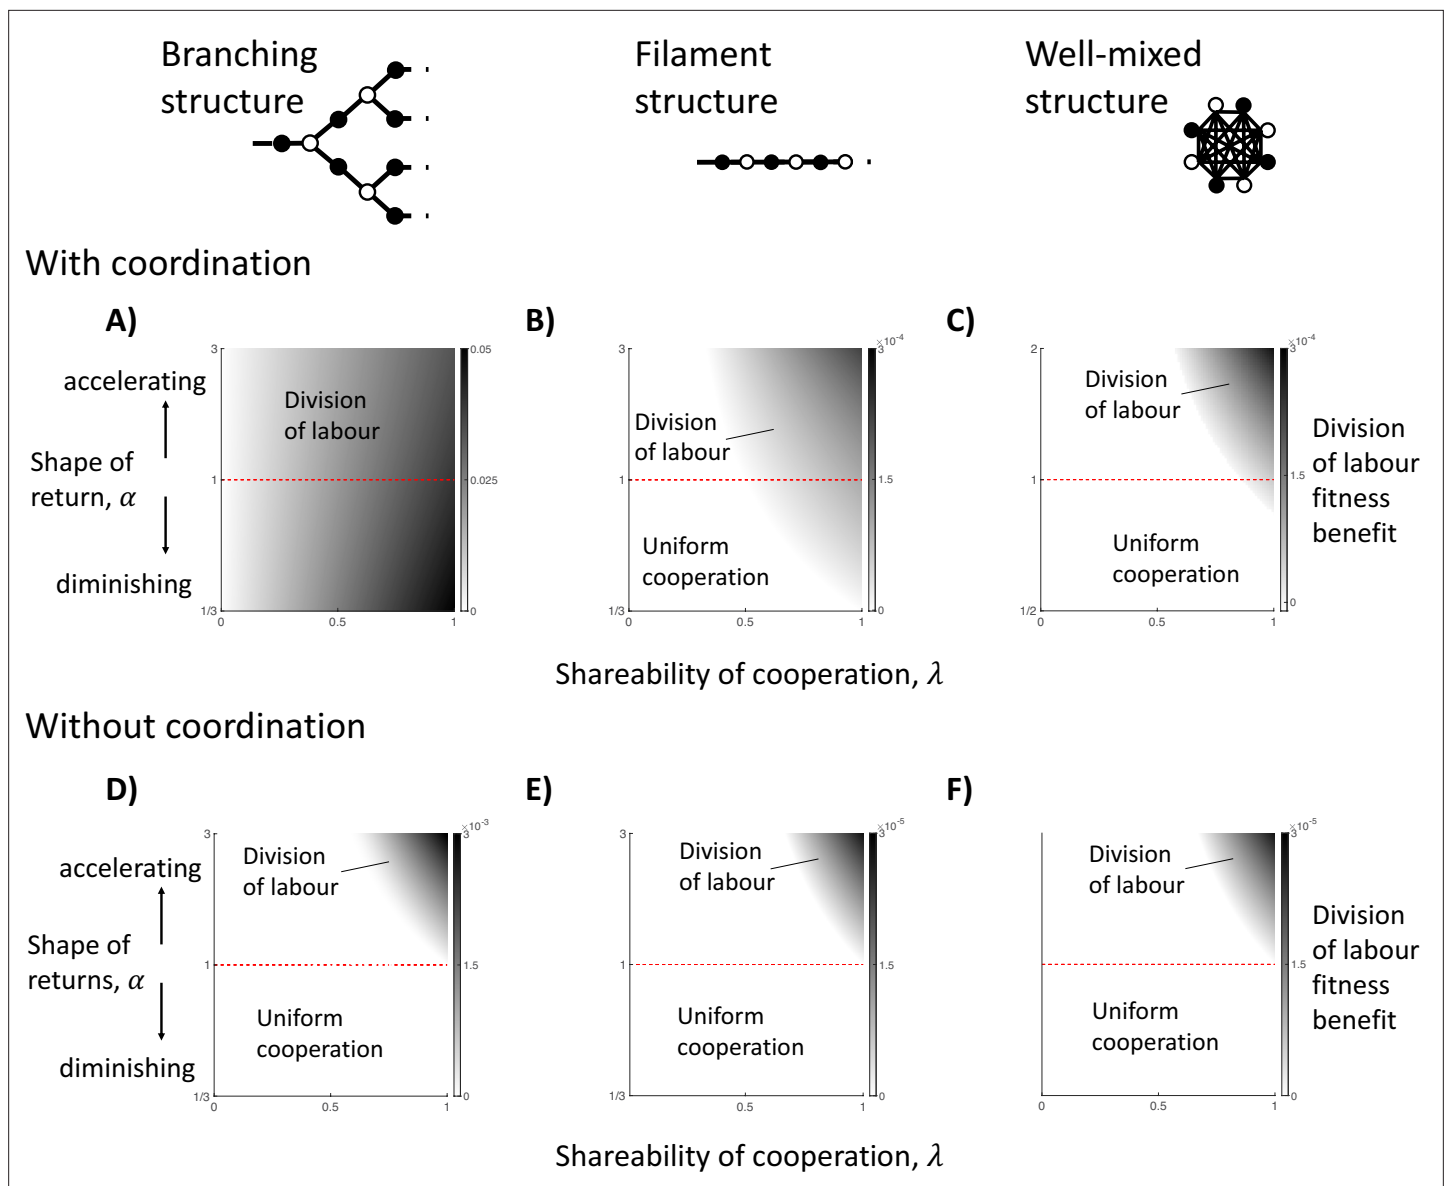 Branching
structure
Filament
structure
Well-mixed
structure
With coordination
A)
B)
C)
accelerating
Shape of
return, α
diminishing
3
1
1/3
0
0.5
1
Division
of labour
0.05
0.025
0
3
1
1/3
0
0.5
1
Division
of labour
Uniform
cooperation
×10⁻⁴
3
1.5
0
2
1
1/2
0
0.5
1
Division
of labour
Uniform
cooperation
×10⁻⁴
3
1.5
0
Division
of labour
fitness
benefit
Shareability of cooperation, λ
Without coordination
D)
E)
F)
accelerating
Shape of
returns, α
diminishing
3
1
1/3
0
0.5
1
Division
of labour
Uniform
cooperation
×10⁻³
3
1.5
0
3
1
1/3
0.5
1
Division
of labour
Uniform
cooperation
×10⁻⁵
3
1.5
0
0
0.5
1
Division
of labour
Uniform
cooperation
×10⁻⁵
3
1.5
0
Division
of labour
fitness
benefit
Shareability of cooperation, λ